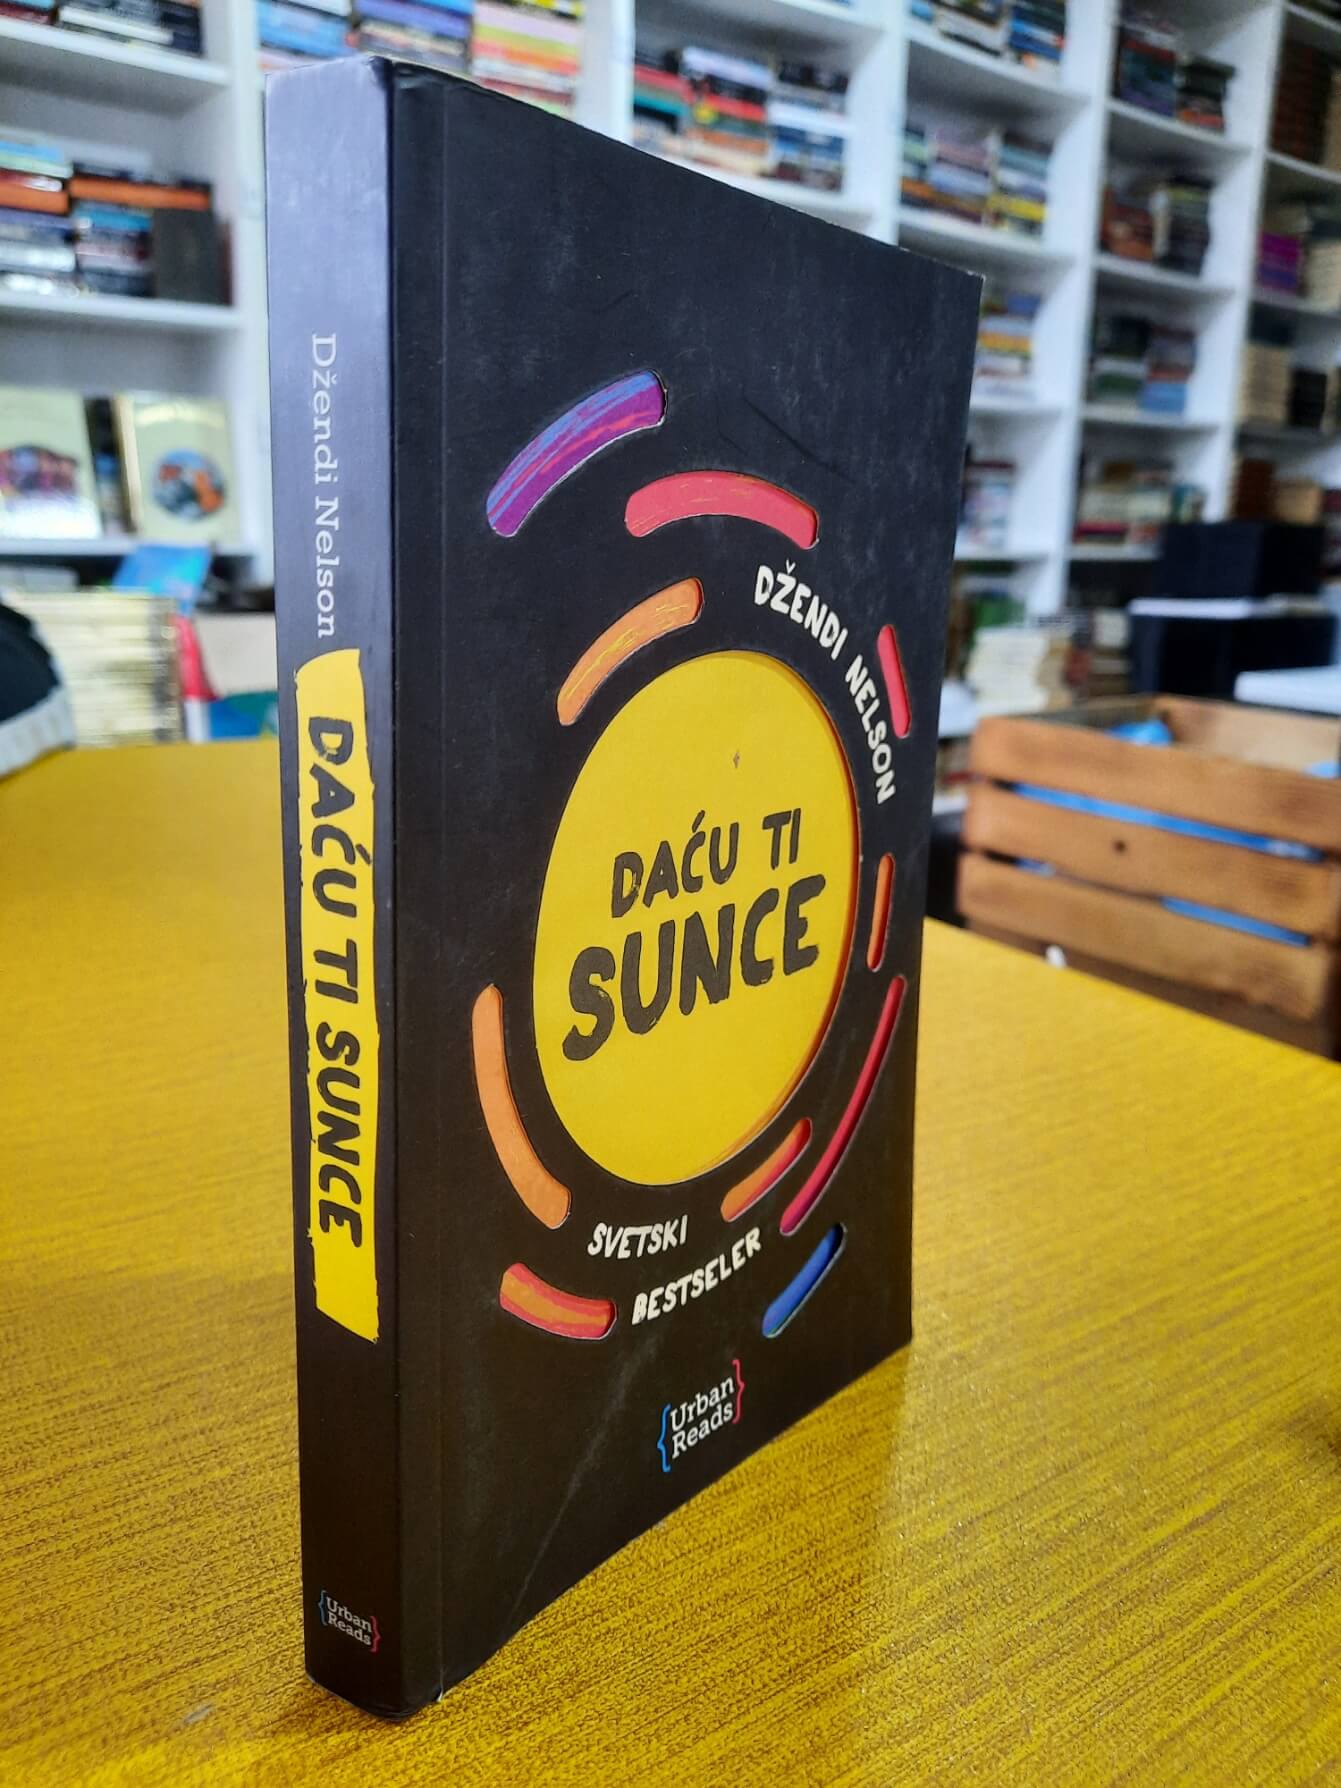 Džendi Nelson
DAĆU TI SUNCE
{Urban
Reads}
DŽENDI NELSON
DAĆU TI
SUNCE
SVETSKI
BESTSELER
{Urban
Reads}